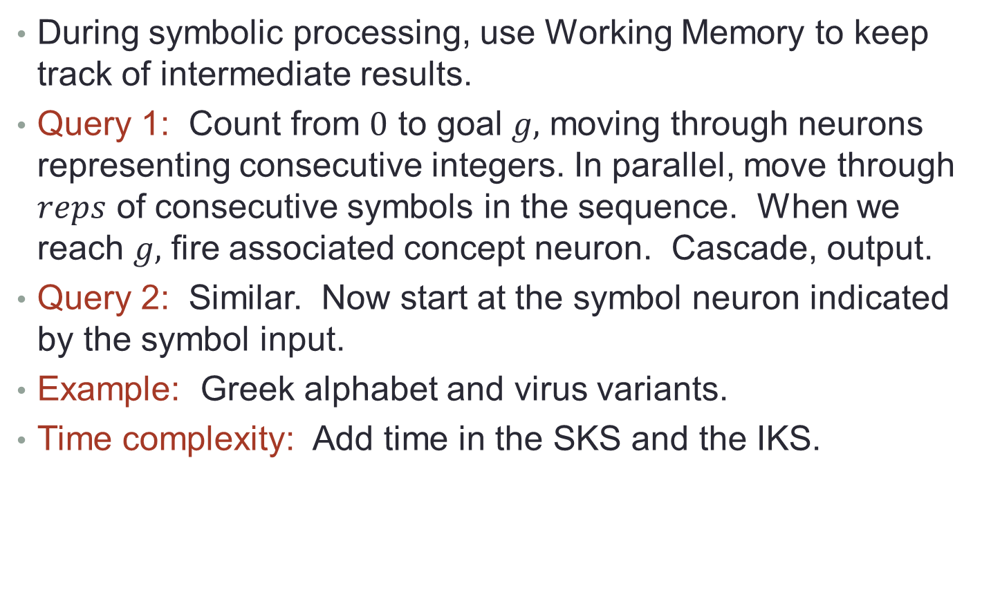 • During symbolic processing, use Working Memory to keep
track of intermediate results.
• Query 1:  Count from 0 to goal g, moving through neurons
representing consecutive integers. In parallel, move through
reps of consecutive symbols in the sequence.  When we
reach g, fire associated concept neuron.  Cascade, output.
• Query 2:  Similar.  Now start at the symbol neuron indicated
by the symbol input.
• Example:  Greek alphabet and virus variants.
• Time complexity:  Add time in the SKS and the IKS.